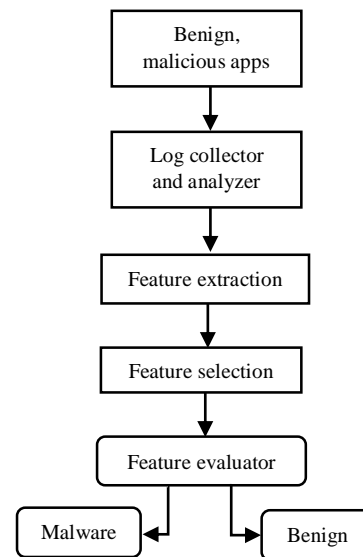 Benign,
malicious apps
Log collector
and analyzer
Feature extraction
Feature selection
Feature evaluator
Malware
Benign